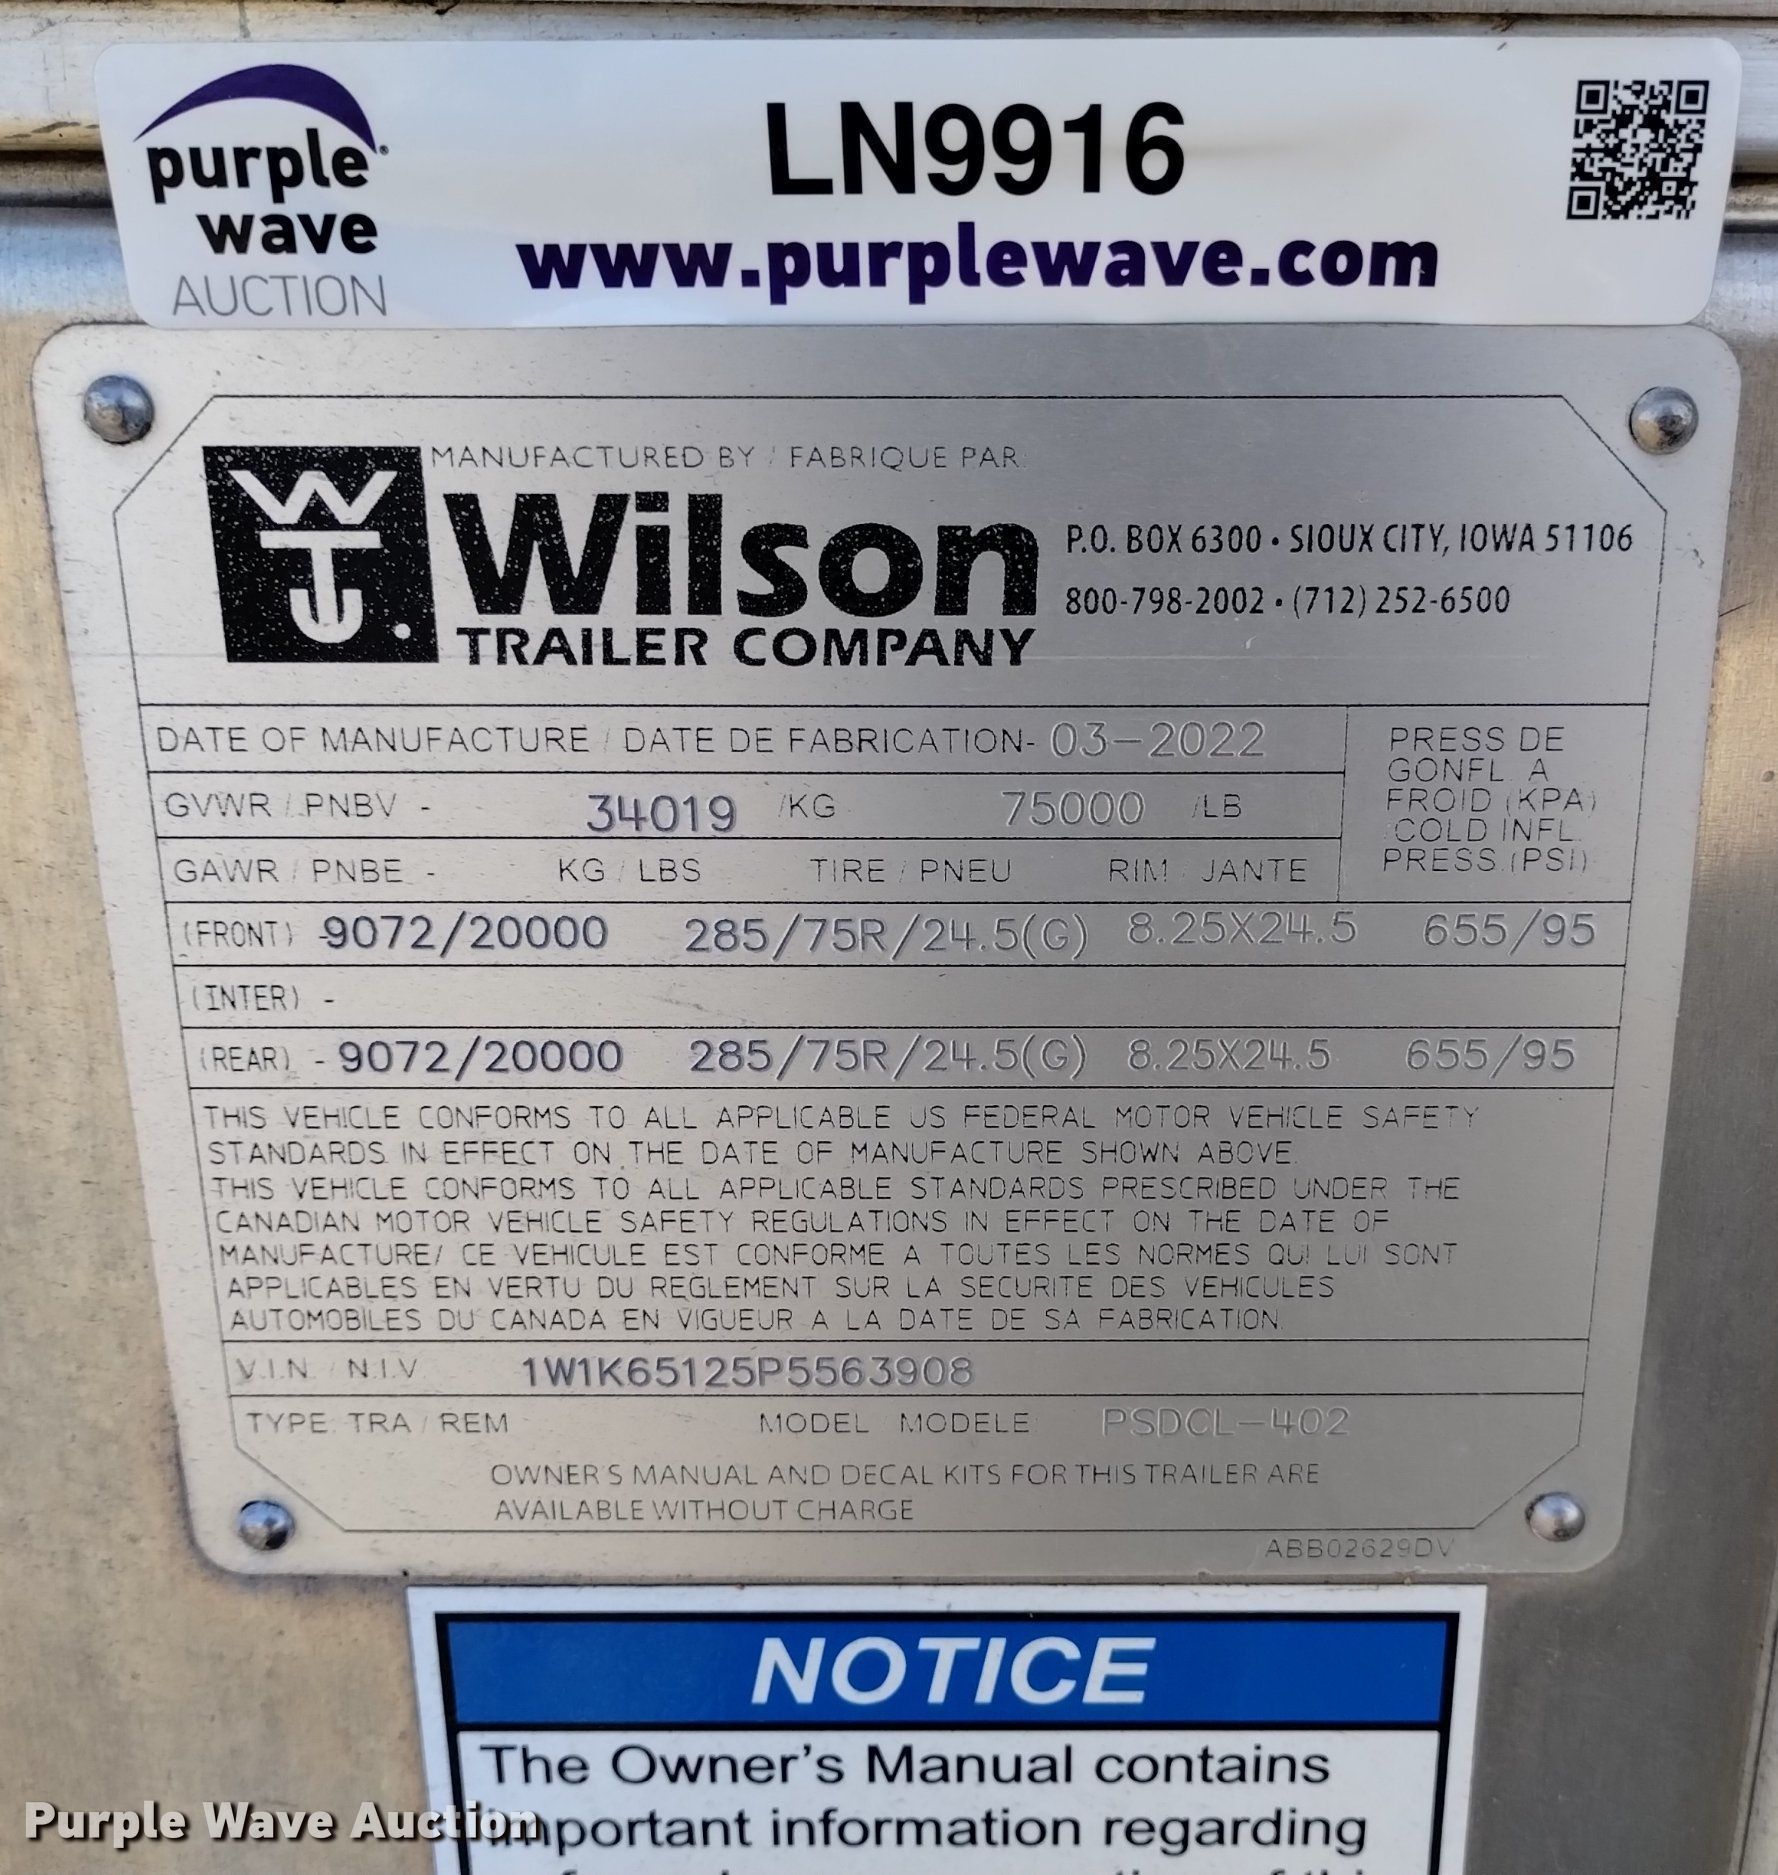 purple
wave
AUCTION
LN9916
www.purplewave.com
MANUFACTURED BY / FABRIQUE PAR:
WTC.
Wilson
TRAILER COMPANY
P.O. BOX 6300 • SIOUX CITY, IOWA 51106
800-798-2002 • (712) 252-6500
DATE OF MANUFACTURE / DATE DE FABRICATION- 03-2022
GVWR / PNBV - 34019 /KG 75000 /LB
PRESS DE
GONFL. A
FROID (KPA)
COLD INFL.
PRESS.(PSI)
GAWR / PNBE - KG / LBS TIRE / PNEU RIM / JANTE
(FRONT) -9072/20000 285/75R/24.5(G) 8.25X24.5 655/95
(INTER) -
(REAR) - 9072/20000 285/75R/24.5(G) 8.25X24.5 655/95
THIS VEHICLE CONFORMS TO ALL APPLICABLE US FEDERAL MOTOR VEHICLE SAFETY
STANDARDS IN EFFECT ON THE DATE OF MANUFACTURE SHOWN ABOVE.
THIS VEHICLE CONFORMS TO ALL APPLICABLE STANDARDS PRESCRIBED UNDER THE
CANADIAN MOTOR VEHICLE SAFETY REGULATIONS IN EFFECT ON THE DATE OF
MANUFACTURE/ CE VEHICULE EST CONFORME A TOUTES LES NORMES QUI LUI SONT
APPLICABLES EN VERTU DU REGLEMENT SUR LA SECURITE DES VEHICULES
AUTOMOBILES DU CANADA EN VIGUEUR A LA DATE DE SA FABRICATION.
V.I.N. / N.I.V. 1W1K65125P5563908
TYPE: TRA / REM MODEL / MODELE: PSDCL-402
OWNER'S MANUAL AND DECAL KITS FOR THIS TRAILER ARE
AVAILABLE WITHOUT CHARGE
ABB02629DV
NOTICE
The Owner's Manual contains
important information regarding
Purple Wave Auction